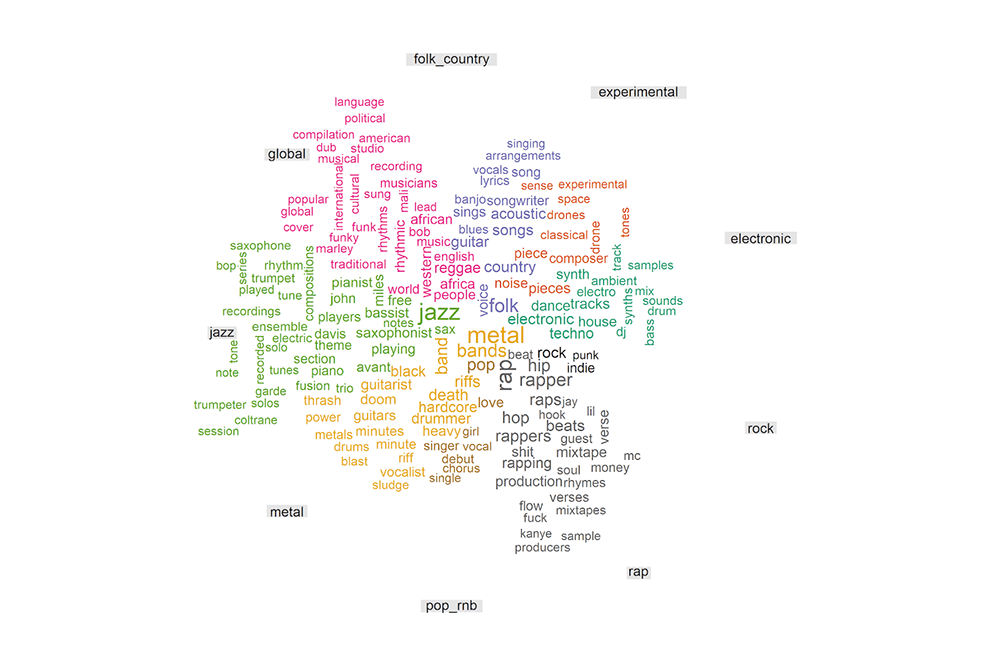 folk_country
experimental
language
political
compilation
american
dub
studio
singing
global
musical
arrangements
recording
vocals
song
lyrics
musicians
sense
experimental
international
cultural
popular
sung
mali
banjo
songwriter
space
global
lead
sings
acoustic
drones
tones
cover
funk
rhythms
african
blues
songs
classical
drone
electronic
funky
rhythmic
bob
music
guitar
saxophone
marley
english
piece
composer
track
bop
series
rhythm
compositions
traditional
western
reggae
country
samples
trumpet
pianist
miles
world
africa
noise
synth
ambient
played
tune
john
free
people
voice
pieces
electro
synths
mix
sounds
recordings
players
bassist
jazz
folk
dance
tracks
drum
notes
electronic
house
bass
jazz
ensemble
electric
davis
saxophonist
sax
metal
techno
dj
tone
recorded
solo
theme
playing
band
bands
beat
rock
punk
note
section
tunes
piano
avant
black
pop
rap
hip
indie
garde
fusion
trio
guitarist
riffs
rapper
trumpeter
solos
thrash
doom
death
love
raps
jay
coltrane
power
guitars
hardcore
drummer
hop
hook
lil
verse
session
metals
minutes
heavy
girl
rappers
beats
guest
rock
drums
minute
singer
vocal
shit
mixtape
mc
blast
riff
debut
rapping
soul
money
vocalist
chorus
sludge
single
production
rhymes
verses
metal
flow
mixtapes
fuck
kanye
sample
producers
rap
pop_rnb